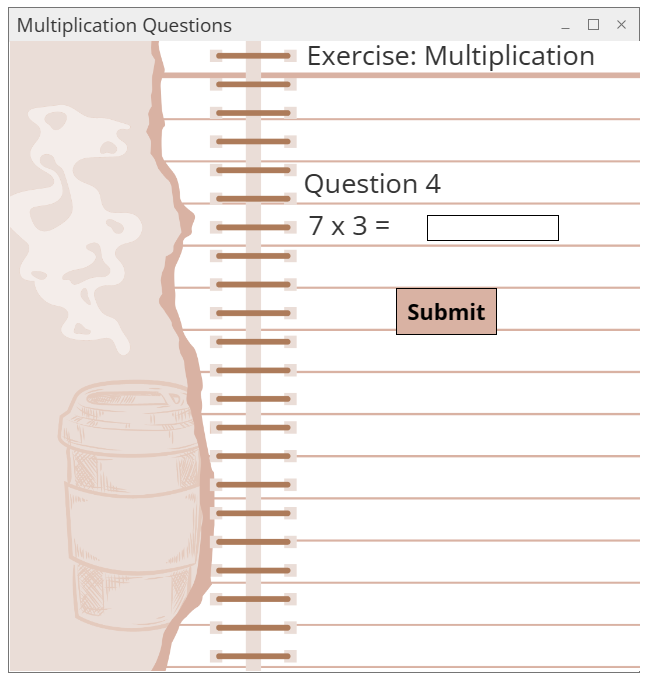 Multiplication Questions
Exercise: Multiplication
Question 4
7 x 3 =
Submit